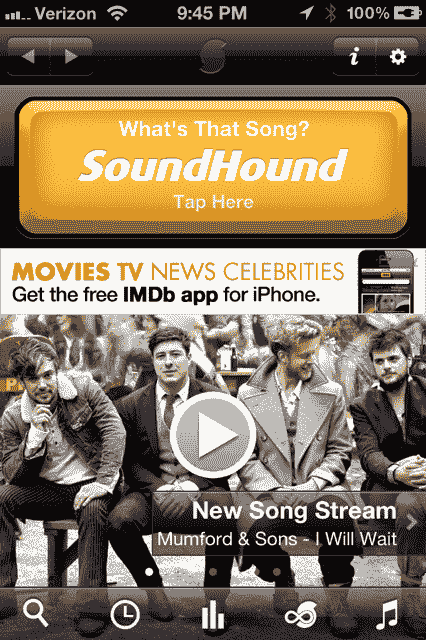 Verizon 9:45 PM 100%
i
What's That Song?
SoundHound
Tap Here
MOVIES TV NEWS CELEBRITIES
Get the free IMDb app for iPhone.
New Song Stream
Mumford & Sons - I Will Wait